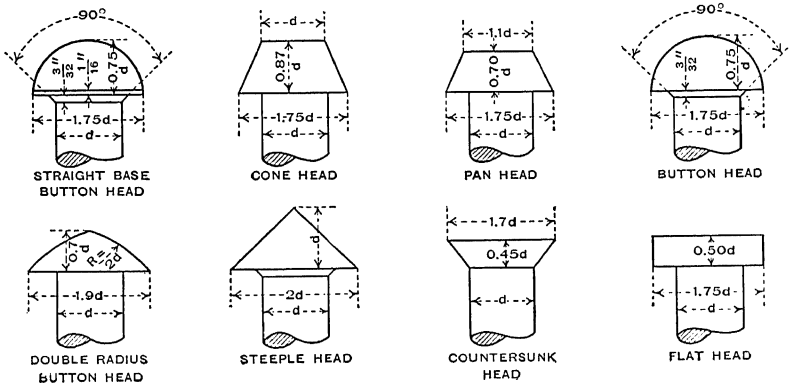 90°
3"
32
1"
16
0.75
d
1.75d
d
STRAIGHT BASE
BUTTON HEAD
d
0.87
d
1.75d
d
CONE HEAD
1.1d
0.70
d
1.75d
d
PAN HEAD
90°
3"
32
0.75
d
1.75d
d
BUTTON HEAD
0.7
d
1.9d
d
DOUBLE RADIUS
BUTTON HEAD
d
2d
d
STEEPLE HEAD
1.7d
0.45d
d
COUNTERSUNK
HEAD
0.50d
1.75d
d
FLAT HEAD